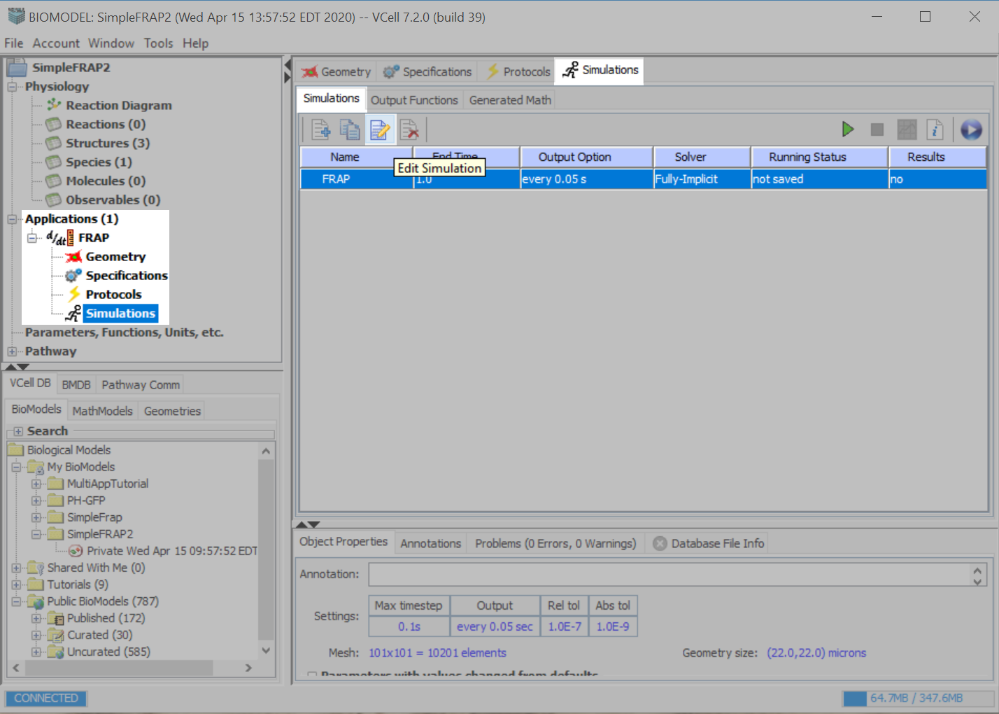 BIOMODEL: SimpleFRAP2 (Wed Apr 15 13:57:52 EDT 2020) -- VCell 7.2.0 (build 39)
File Account Window Tools Help
SimpleFRAP2
Physiology
Reaction Diagram
Reactions (0)
Structures (3)
Species (1)
Molecules (0)
Observables (0)
Applications (1)
d/dt FRAP
Geometry
Specifications
Protocols
Simulations
Parameters, Functions, Units, etc.
Pathway
VCell DB BMDB Pathway Comm
BioModels MathModels Geometries
Search
Biological Models
My BioModels
MultiAppTutorial
PH-GFP
SimpleFrap
SimpleFRAP2
Private Wed Apr 15 09:57:52 EDT
Shared With Me (0)
Tutorials (9)
Public BioModels (787)
Published (172)
Curated (30)
Uncurated (585)
Geometry Specifications Protocols Simulations
Simulations Output Functions Generated Math
Name End Time Output Option Solver Running Status Results
Edit Simulation
FRAP 1.0 every 0.05 s Fully-Implicit not saved no
Object Properties Annotations Problems (0 Errors, 0 Warnings) Database File Info
Annotation:
Settings:
Max timestep Output Rel tol Abs tol
0.1s every 0.05 sec 1.0E-7 1.0E-9
Mesh: 101x101 = 10201 elements Geometry size: (22.0,22.0) microns
Parameters with values changed from defaults
CONNECTED 64.7MB / 347.6MB